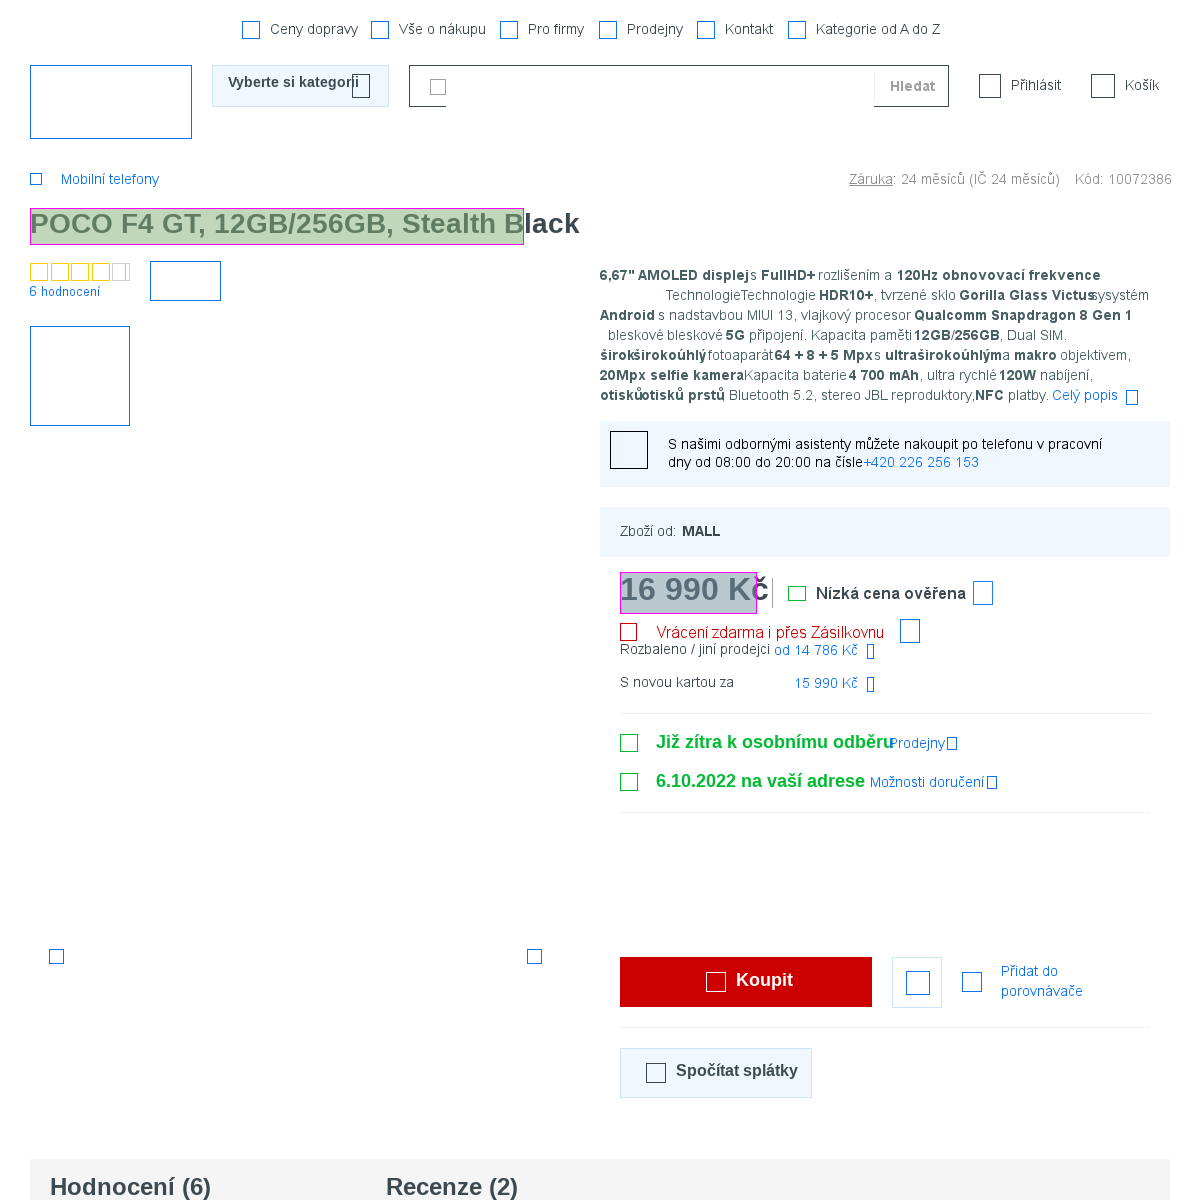 Ceny dopravy Vše o nákupu Pro firmy Prodejny Kontakt Kategorie od A do Z
Vyberte si kategorii Hledat Přihlásit Košík
Mobilní telefony Záruka: 24 měsíců (IČ 24 měsíců) Kód: 10072386
POCO F4 GT, 12GB/256GB, Stealth Black
6 hodnocení
6,67" AMOLED displej s FullHD+ rozlišením a 120Hz obnovovací frekvence
TechnologieTechnologie HDR10+, tvrzené sklo Gorilla Glass Victus sysystém
Android s nadstavbou MIUI 13, vlajkový procesor Qualcomm Snapdragon 8 Gen 1
bleskové bleskové 5G připojení. Kapacita paměti 12GB/256GB, Dual SIM.
širokširokoúhlý fotoaparát 64 + 8 + 5 Mpx s ultraširokoúhlým a makro objektivem,
20Mpx selfie kamera Kapacita baterie 4 700 mAh, ultra rychlé 120W nabíjení,
otiskůotisků prstů, Bluetooth 5.2, stereo JBL reproduktory, NFC platby. Celý popis
S našimi odbornými asistenty můžete nakoupit po telefonu v pracovní
dny od 08:00 do 20:00 na čísle +420 226 256 153
Zboží od: MALL
16 990 Kč Nízká cena ověřena
Vrácení zdarma i přes Zásilkovnu
Rozbaleno / jiní prodejci od 14 786 Kč
S novou kartou za 15 990 Kč
Již zítra k osobnímu odběru Prodejny
6.10.2022 na vaší adrese Možnosti doručení
Koupit
Přidat do
porovnávače
Spočítat splátky
Hodnocení (6) Recenze (2)